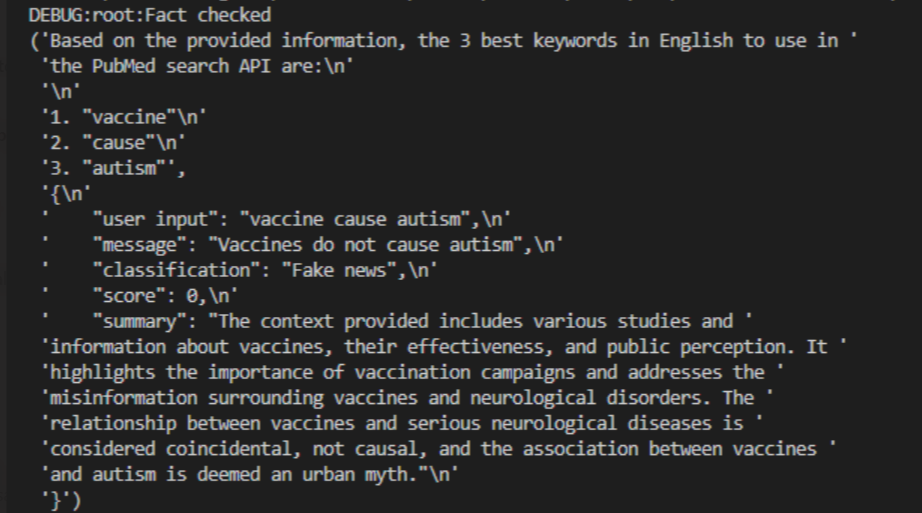 DEBUG:root:Fact checked
('Based on the provided information, the 3 best keywords in English to use in '
'the PubMed search API are:\n'
'\n'
'1. "vaccine"\n'
'2. "cause"\n'
'3. "autism"',
'{\n'
'    "user input": "vaccine cause autism",\n'
'    "message": "Vaccines do not cause autism",\n'
'    "classification": "Fake news",\n'
'    "score": 0,\n'
'    "summary": "The context provided includes various studies and '
'information about vaccines, their effectiveness, and public perception. It '
'highlights the importance of vaccination campaigns and addresses the '
'misinformation surrounding vaccines and neurological disorders. The '
'relationship between vaccines and serious neurological diseases is '
'considered coincidental, not causal, and the association between vaccines '
'and autism is deemed an urban myth."\n'
'}')